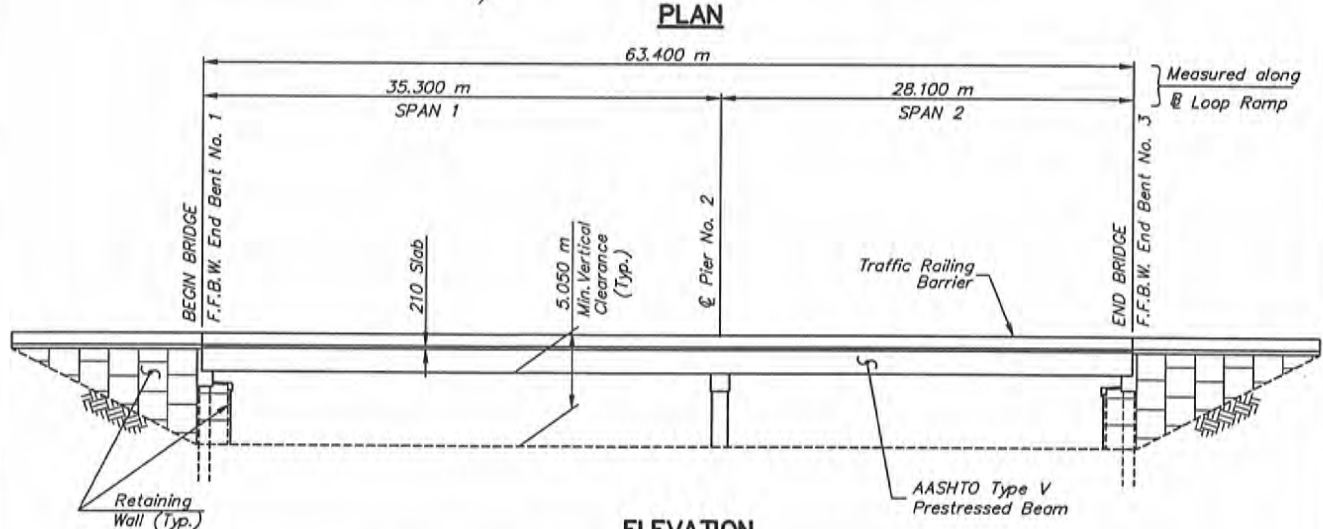 PLAN
63.400 m
35.300 m
SPAN 1
28.100 m
SPAN 2
Measured along
℄ Loop Ramp
BEGIN BRIDGE
F.F.B.W. End Bent No. 1
210 Slab
5.050 m
Min. Vertical
Clearance
(Typ.)
℄ Pier No. 2
Traffic Railing
Barrier
END BRIDGE
F.F.B.W. End Bent No. 3
Retaining
Wall (Typ.)
AASHTO Type V
Prestressed Beam
ELEVATION